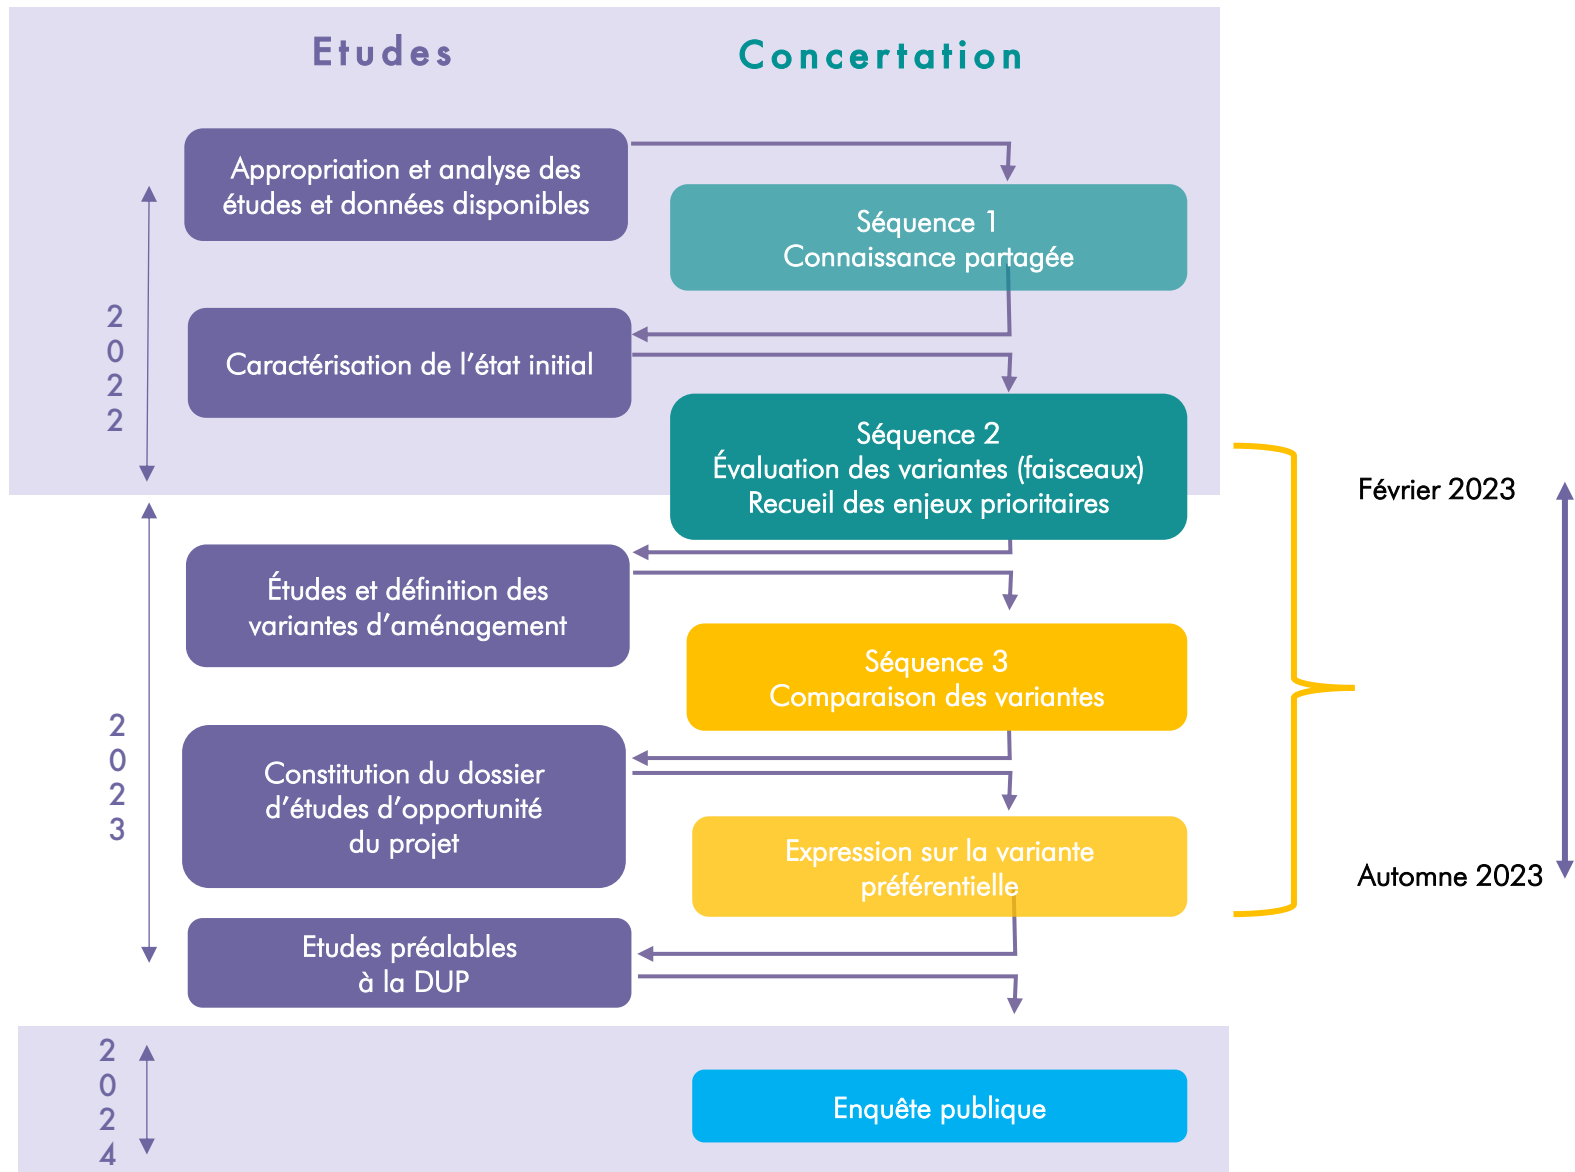 Etudes
Concertation
Appropriation et analyse des
études et données disponibles
Séquence 1
Connaissance partagée
2
0
2
2
Caractérisation de l’état initial
Séquence 2
Évaluation des variantes (faisceaux)
Recueil des enjeux prioritaires
Février 2023
Études et définition des
variantes d’aménagement
Séquence 3
Comparaison des variantes
2
0
2
3
Constitution du dossier
d’études d’opportunité
du projet
Expression sur la variante
préférentielle
Automne 2023
Etudes préalables
à la DUP
2
0
2
4
Enquête publique